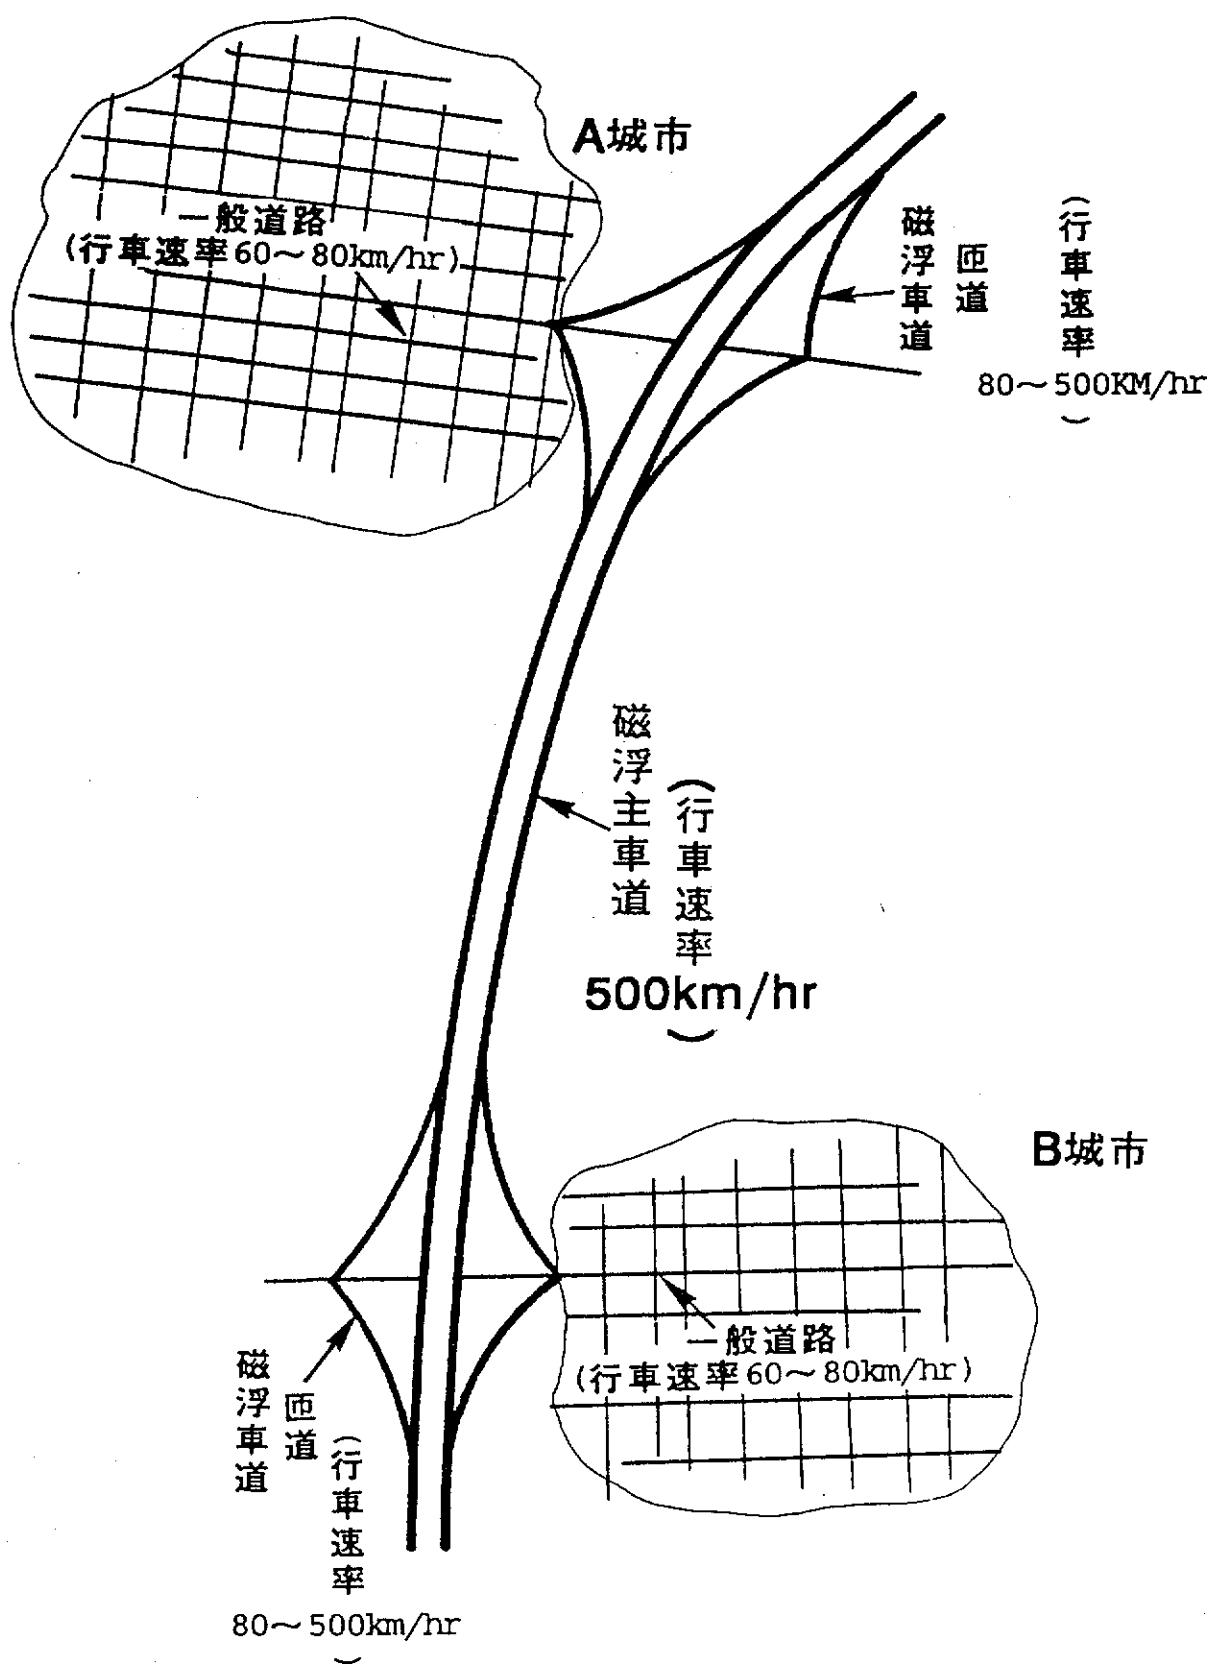 A城市
一般道路
(行車速率60～80km/hr)
磁浮車道
匝道
(行車速率
80～500KM/hr
)
磁浮主車道
(行車速率
500km/hr
)
B城市
一般道路
(行車速率60～80km/hr)
磁浮車道
匝道
(行車速率
80～500km/hr
)